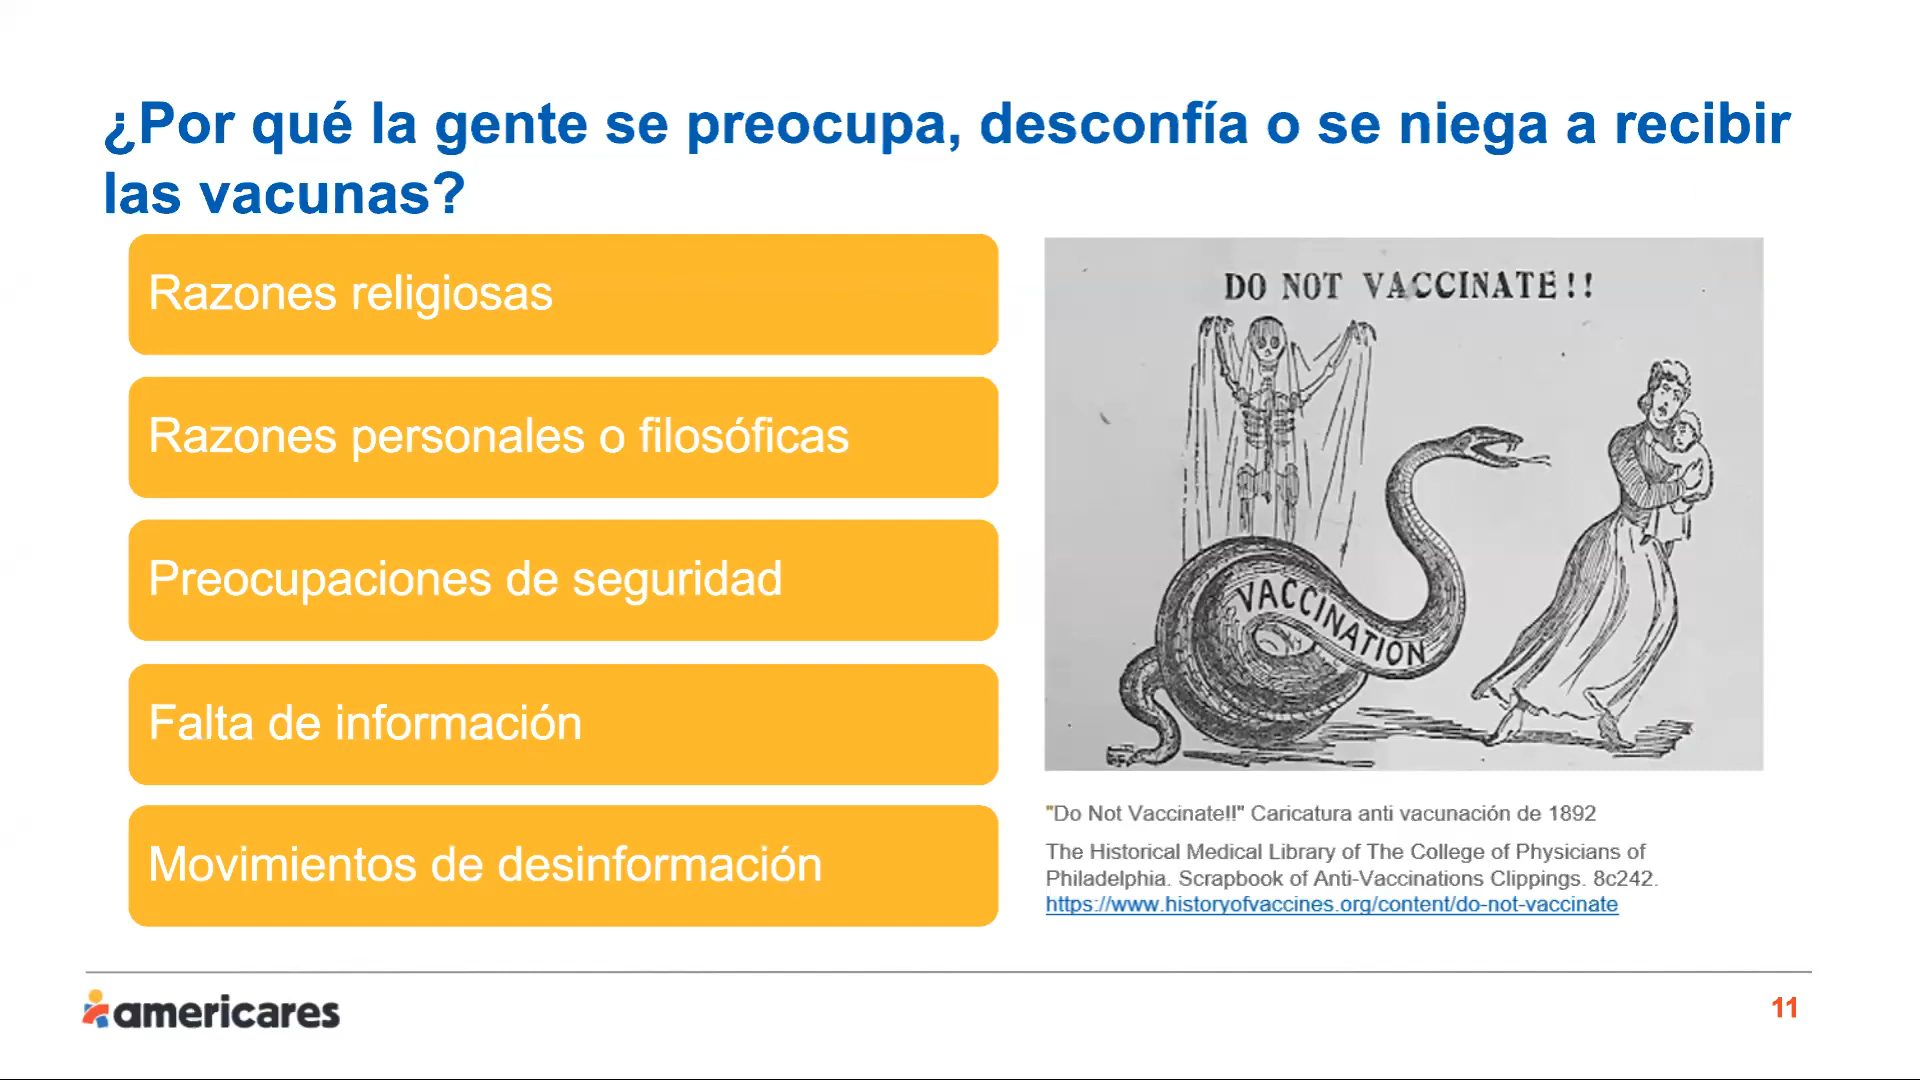 ¿Por qué la gente se preocupa, desconfía o se niega a recibir
las vacunas?
Razones religiosas
Razones personales o filosóficas
Preocupaciones de seguridad
Falta de información
Movimientos de desinformación
DO NOT VACCINATE!!
VACCINATION
"Do Not Vaccinate!!" Caricatura anti vacunación de 1892
The Historical Medical Library of The College of Physicians of
Philadelphia. Scrapbook of Anti-Vaccinations Clippings. 8c242.
https://www.historyofvaccines.org/content/do-not-vaccinate
americares
11